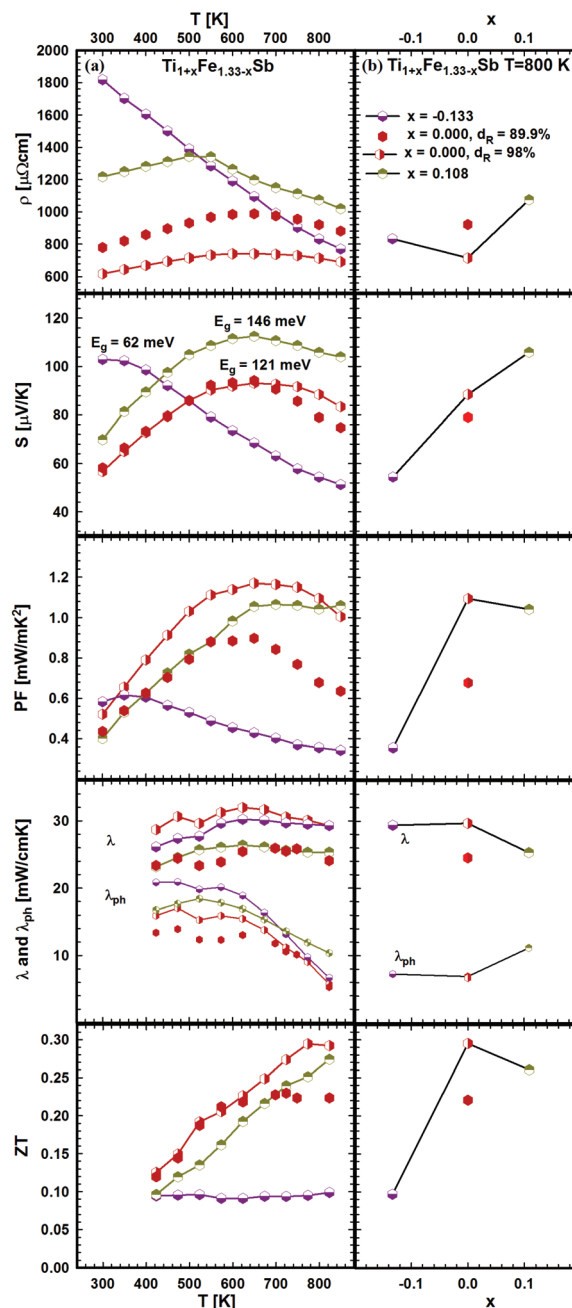 T [K]
x
300 400 500 600 700 800
-0.1 0.0 0.1
(a) Ti1+xFe1.33-xSb
(b) Ti1+xFe1.33-xSb T=800 K
2000
1800
1600
1400
1200
1000
800
600
ρ [μΩcm]
x = -0.133
x = 0.000, dR = 89.9%
x = 0.000, dR = 98%
x = 0.108
120
100
80
60
40
S [μV/K]
Eg = 62 meV
Eg = 146 meV
Eg = 121 meV
1.2
1.0
0.8
0.6
0.4
PF [mW/mK²]
30
20
10
λ and λph [mW/cmK]
λ
λph
λ
λph
0.30
0.25
0.20
0.15
0.10
0.05
0.00
ZT
300 400 500 600 700 800
-0.1 0.0 0.1
T [K]
x